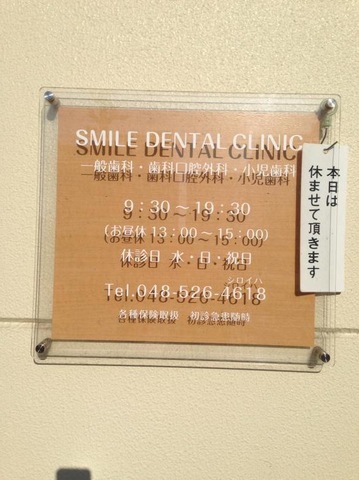 SMILE DENTAL CLINIC
一般歯科・歯科口腔外科・小児歯科
9:30〜19:30
(お昼休13:00〜15:00)
休診日 水・日・祝日
シロイハ
Tel.048-526-4618
各種保険取扱 初診急患随時
本日は
休ませて頂きます